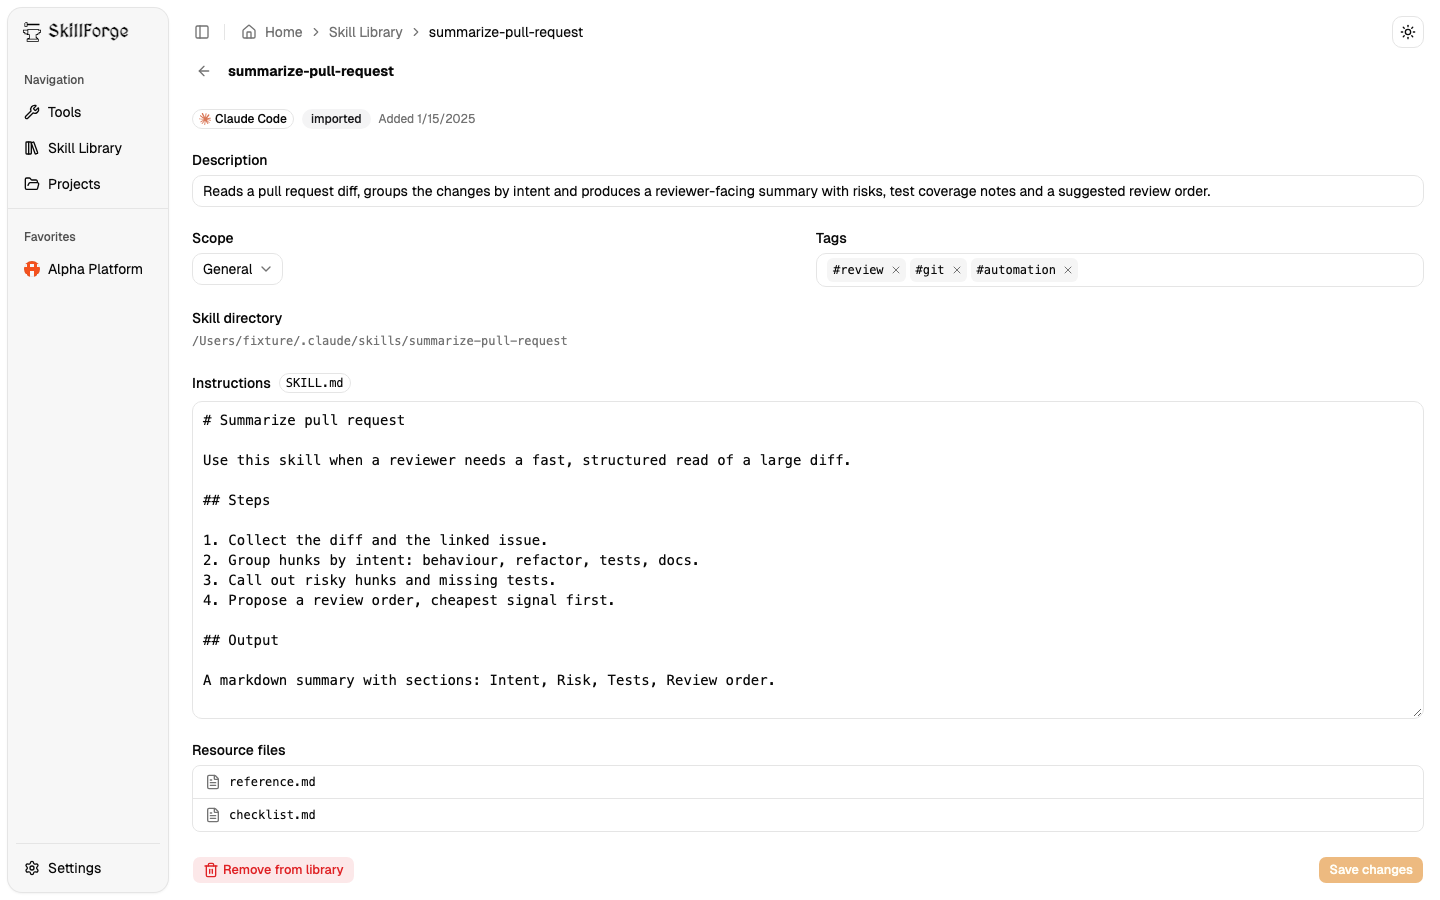 SkillForge
Home > Skill Library > summarize-pull-request
Navigation
Tools
Skill Library
Projects
Favorites
Alpha Platform
Settings
summarize-pull-request
Claude Code imported Added 1/15/2025
Description
Reads a pull request diff, groups the changes by intent and produces a reviewer-facing summary with risks, test coverage notes and a suggested review order.
Scope
General
Tags
#review #git #automation
Skill directory
/Users/fixture/.claude/skills/summarize-pull-request
Instructions SKILL.md
# Summarize pull request
Use this skill when a reviewer needs a fast, structured read of a large diff.
## Steps
1. Collect the diff and the linked issue.
2. Group hunks by intent: behaviour, refactor, tests, docs.
3. Call out risky hunks and missing tests.
4. Propose a review order, cheapest signal first.
## Output
A markdown summary with sections: Intent, Risk, Tests, Review order.
Resource files
reference.md
checklist.md
Remove from library
Save changes